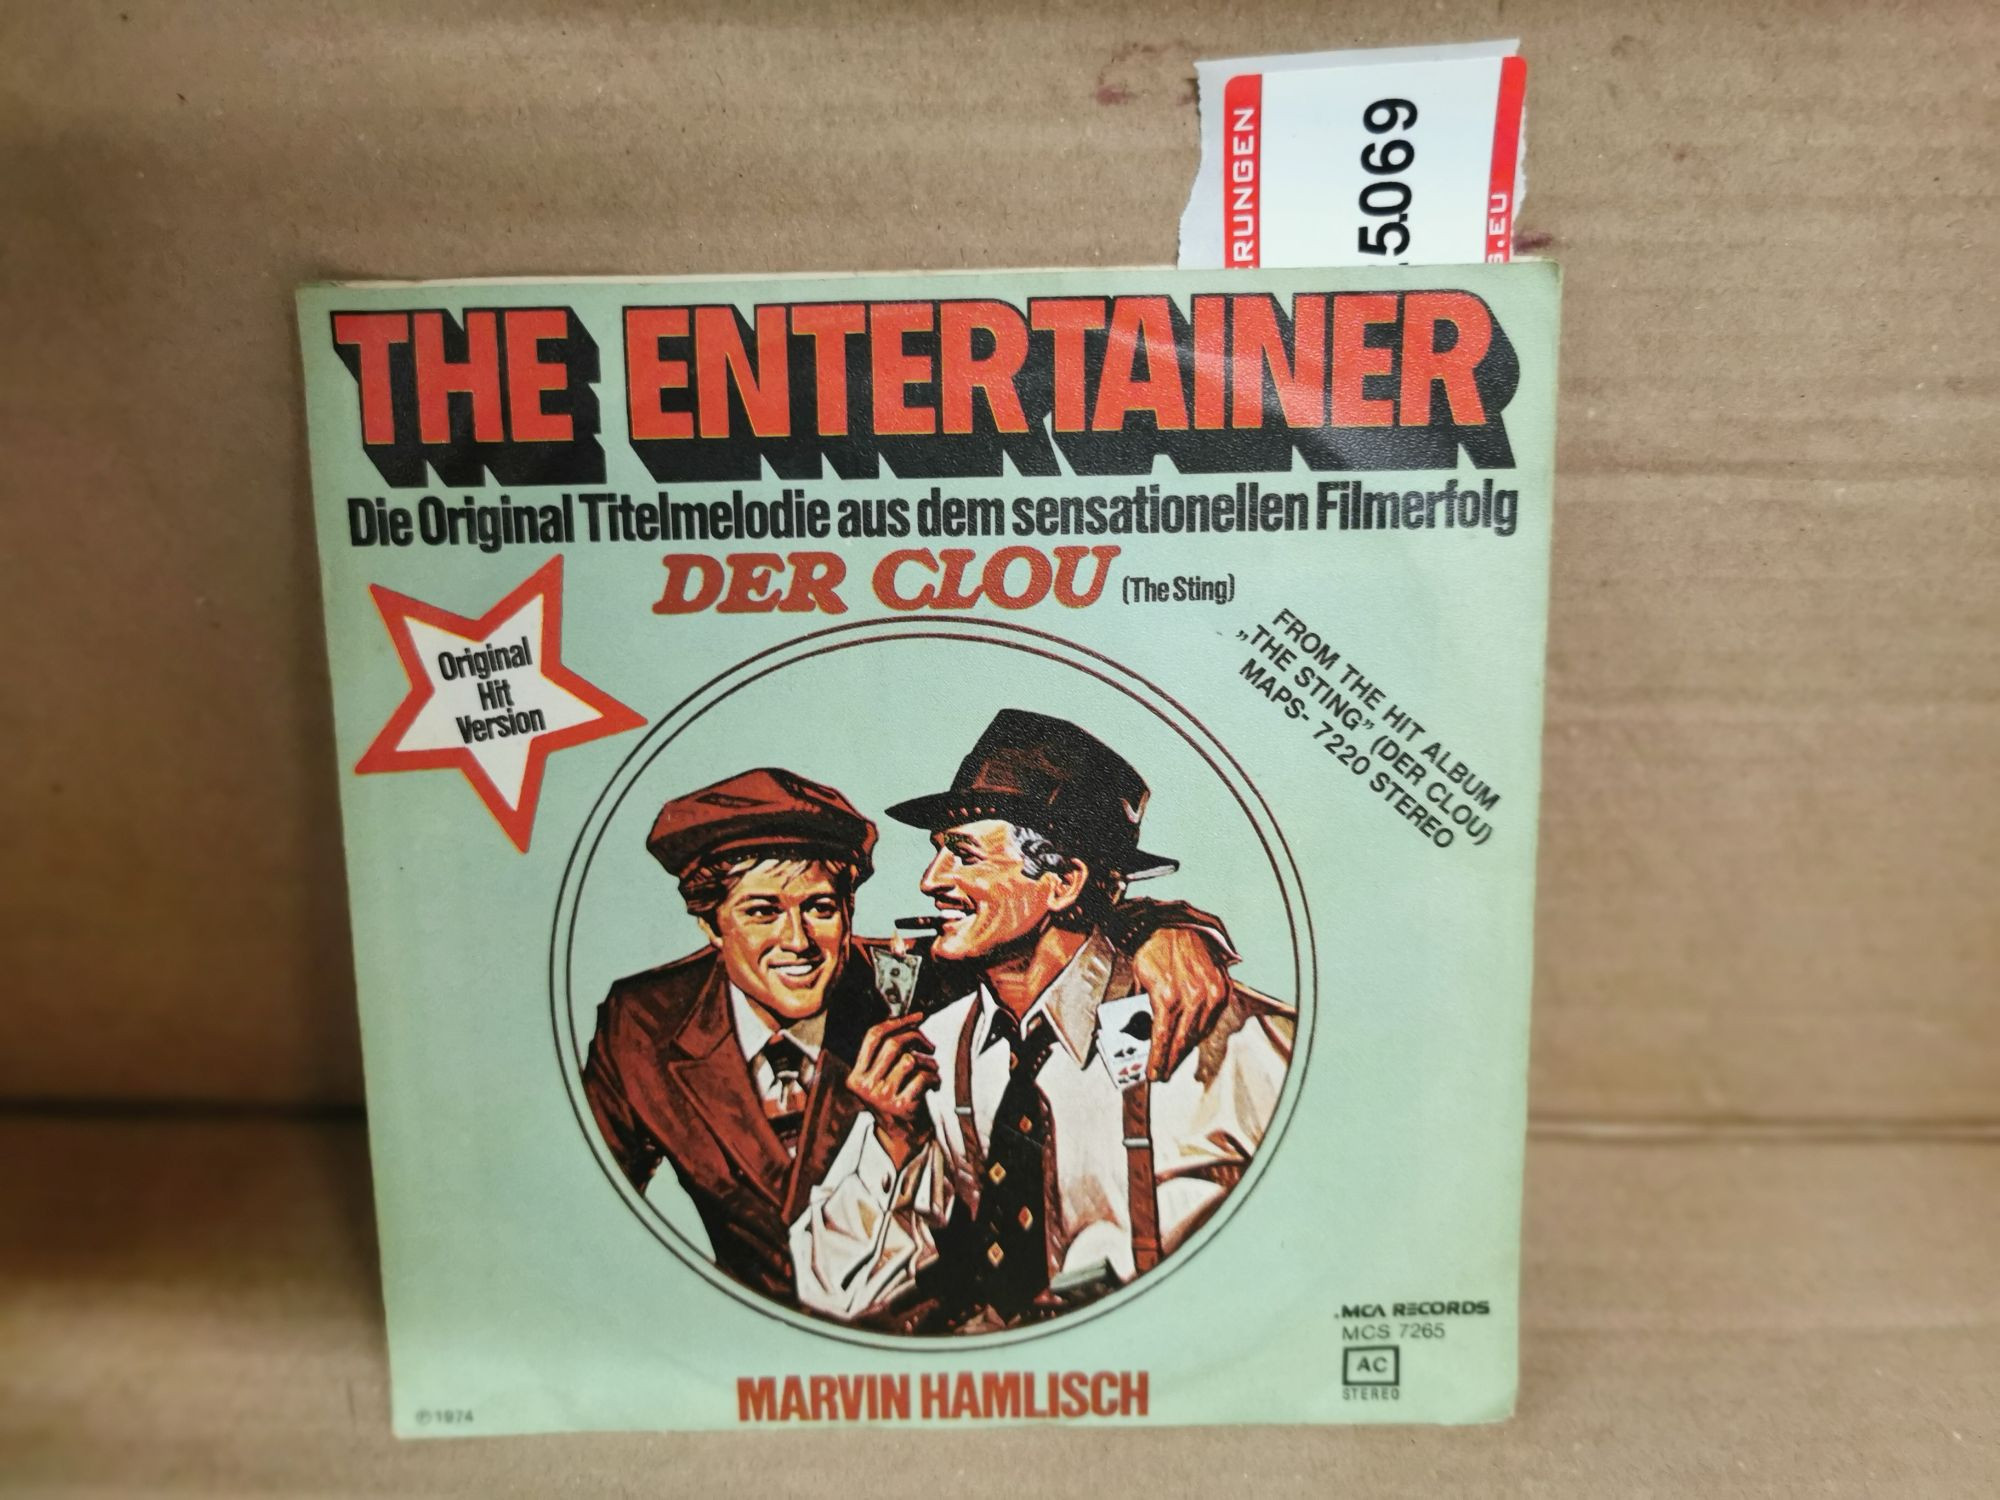 RUNGEN
5.069
.EU
THE ENTERTAINER
Die Original Titelmelodie aus dem sensationellen Filmerfolg
DER CLOU (The Sting)
Original
Hit
Version
FROM THE HIT ALBUM
„THE STING” (DER CLOU)
MAPS- 7220 STEREO
.MCA RECORDS
MCS 7265
AC
STEREO
MARVIN HAMLISCH
℗1974